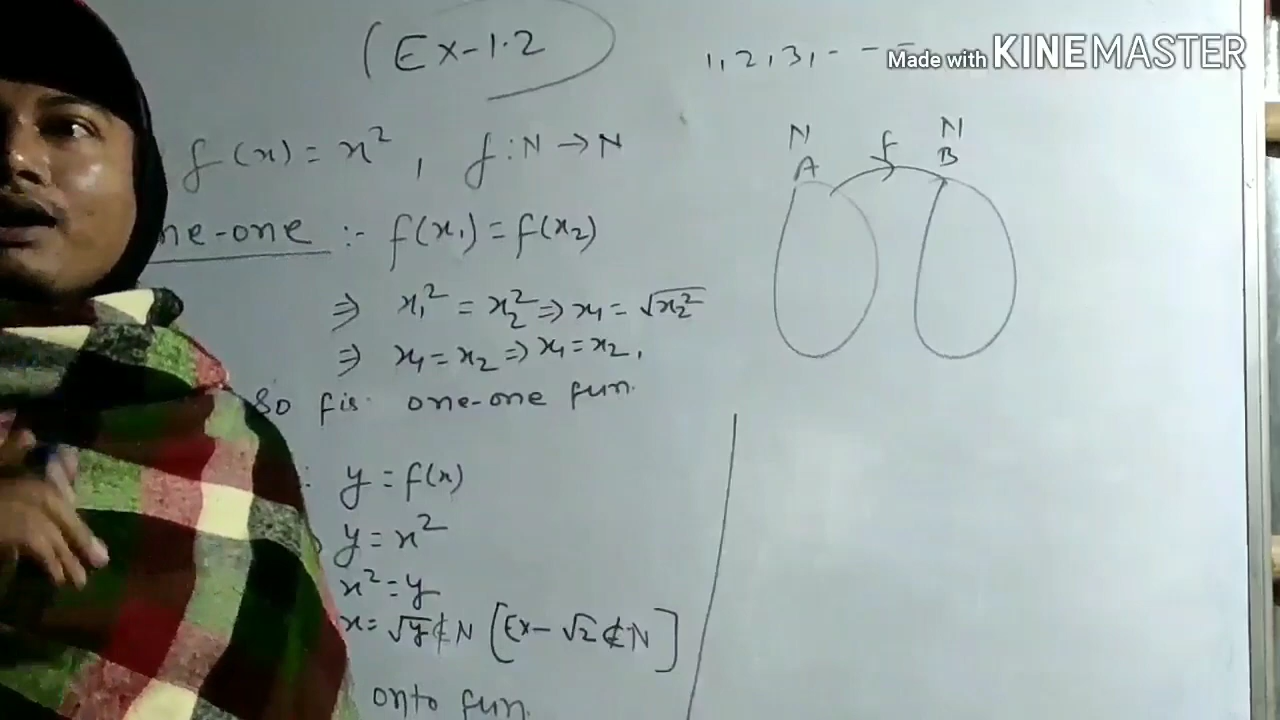 (Ex-1.2)
1, 2, 3, - - -
Made with KINEMASTER
f(x) = x², f : N → N
N f N
A B
ne-one :- f(x₁) = f(x₂)
⇒ x₁² = x₂² ⇒ x₁ = √x₂²
⇒ x₁ = x₂ ⇒ x₁ = x₂.
So f is. one-one fun.
: y = f(x)
y = x²
x² = y
x = √y ∉ N [Ex- √2 ∉ N]
onto fun.